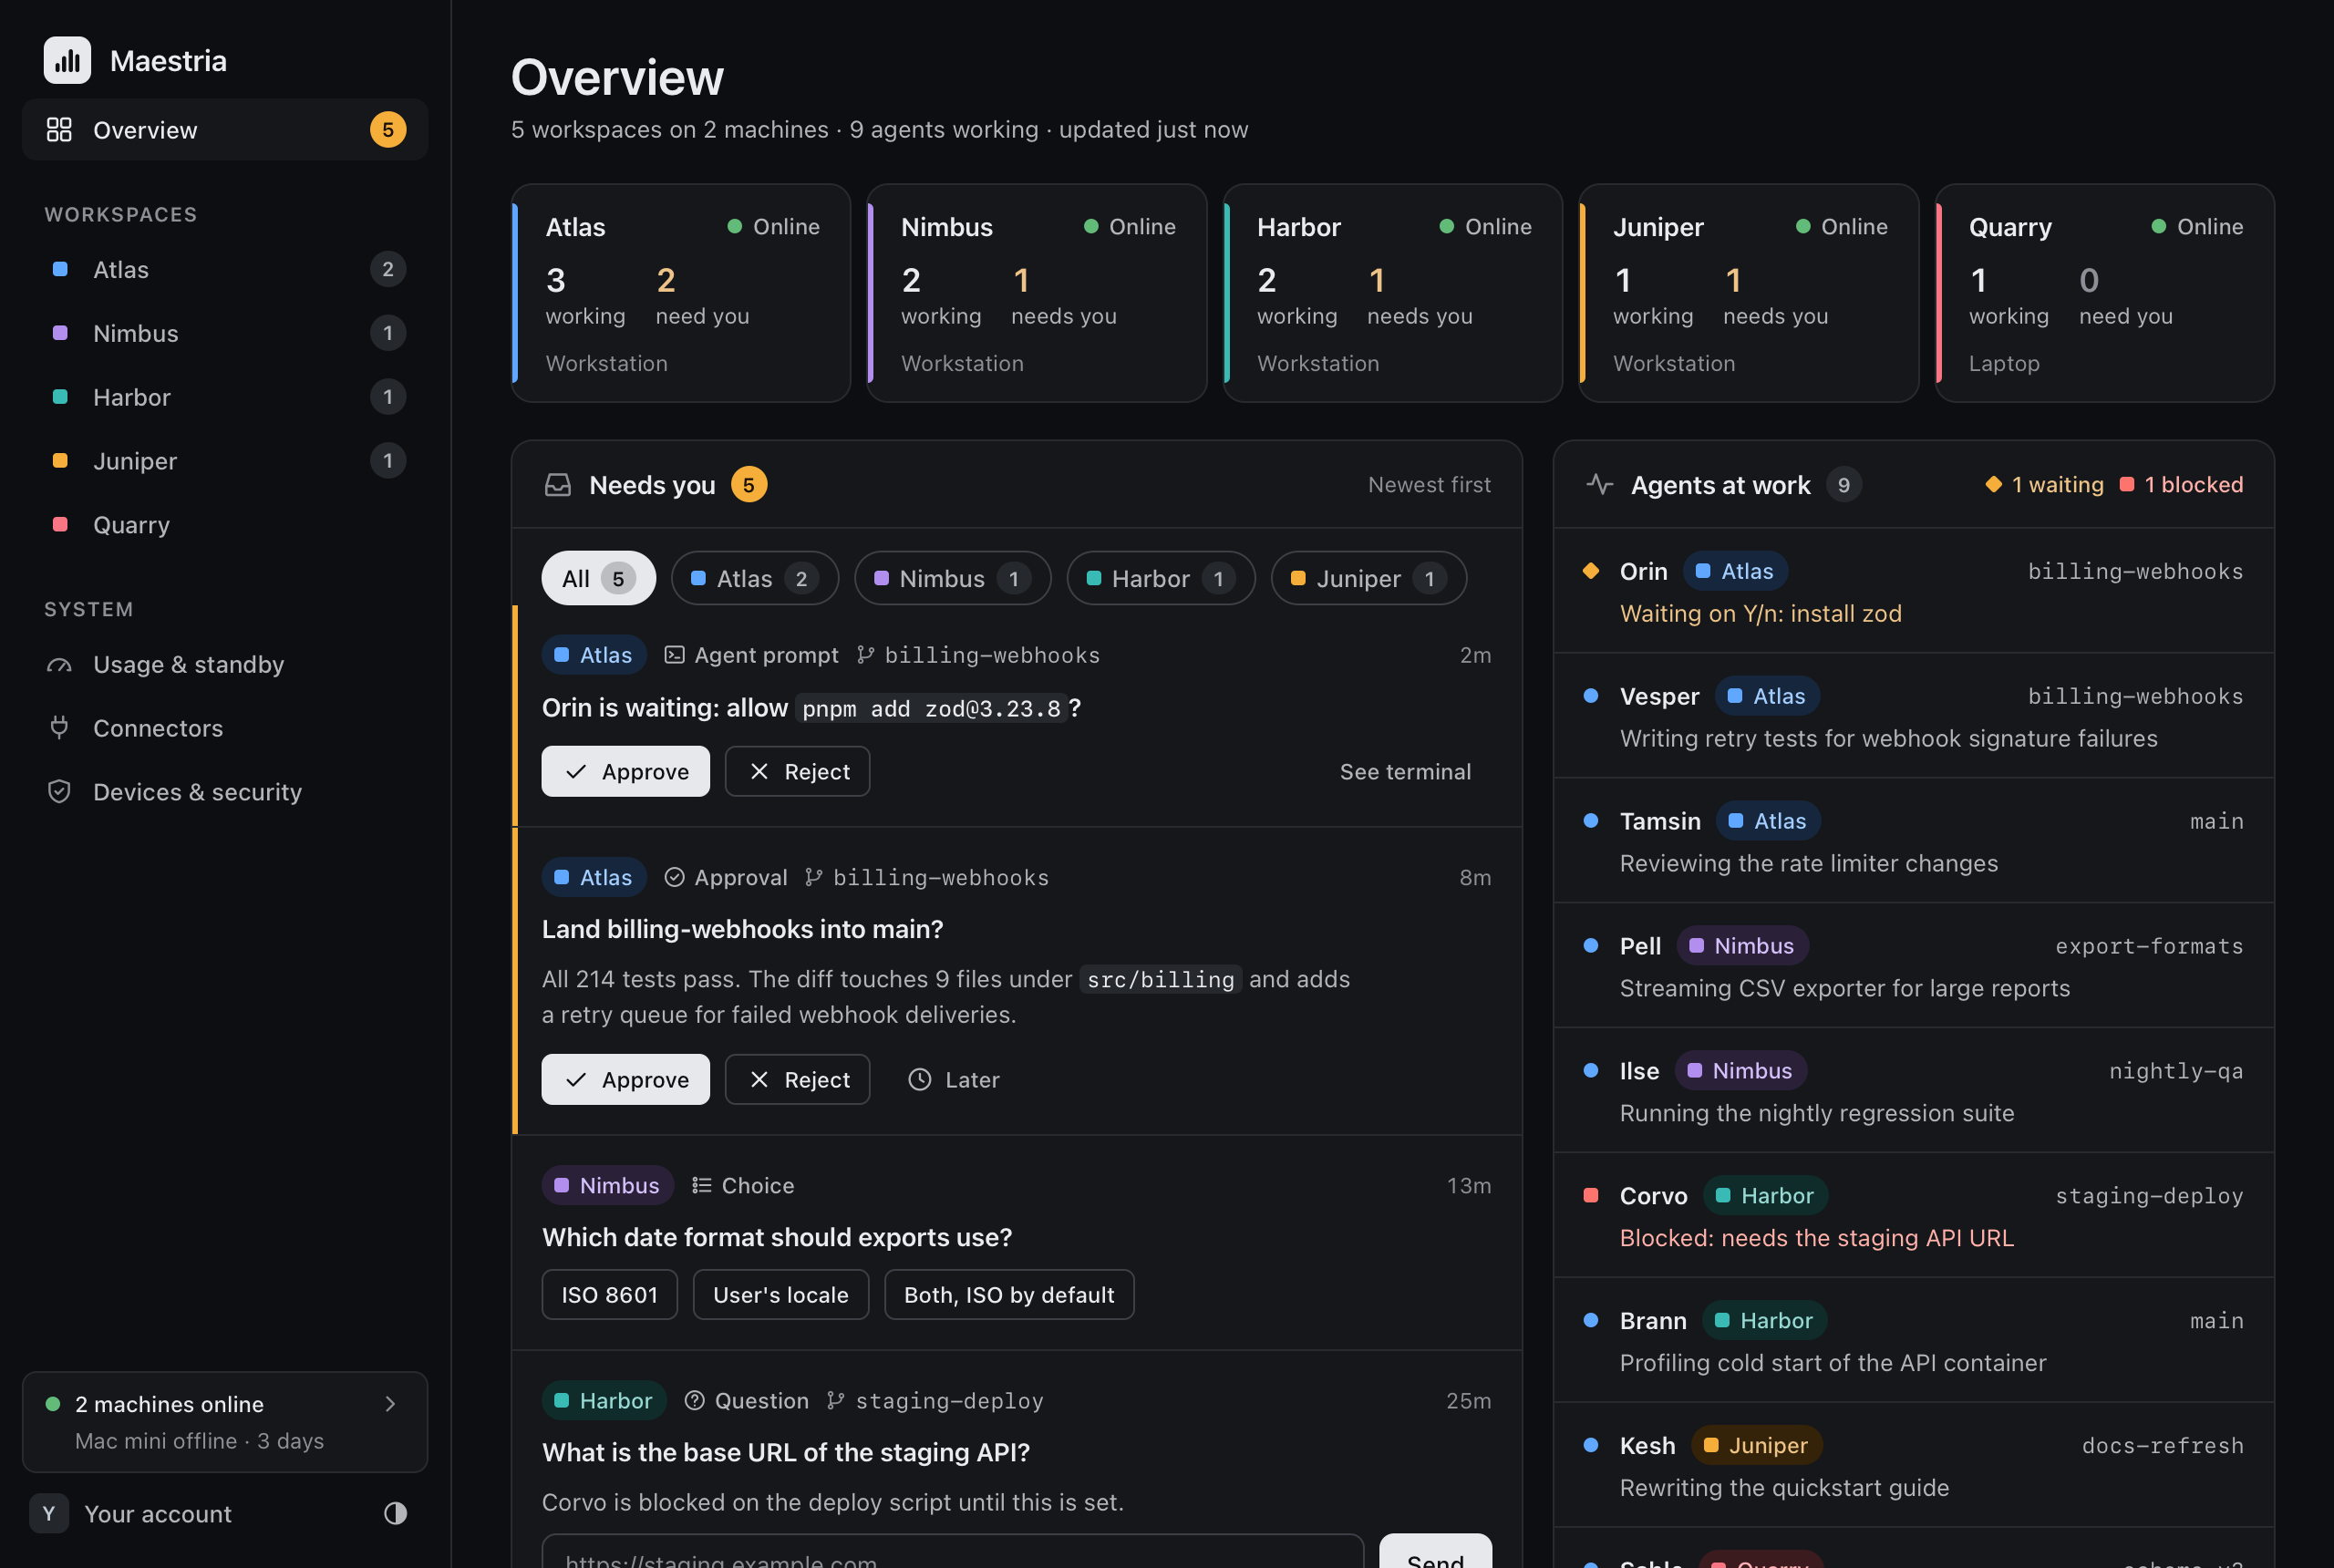 Maestria
Overview 5
WORKSPACES
Atlas 2
Nimbus 1
Harbor 1
Juniper 1
Quarry
SYSTEM
Usage & standby
Connectors
Devices & security
2 machines online
Mac mini offline · 3 days
Y Your account
Overview
5 workspaces on 2 machines · 9 agents working · updated just now
Atlas Online
3 2
working need you
Workstation
Nimbus Online
2 1
working needs you
Workstation
Harbor Online
2 1
working needs you
Workstation
Juniper Online
1 1
working needs you
Workstation
Quarry Online
1 0
working need you
Laptop
Needs you 5 Newest first
All 5 Atlas 2 Nimbus 1 Harbor 1 Juniper 1
Atlas Agent prompt billing-webhooks 2m
Orin is waiting: allow pnpm add zod@3.23.8?
Approve Reject See terminal
Atlas Approval billing-webhooks 8m
Land billing-webhooks into main?
All 214 tests pass. The diff touches 9 files under src/billing and adds
a retry queue for failed webhook deliveries.
Approve Reject Later
Nimbus Choice 13m
Which date format should exports use?
ISO 8601 User's locale Both, ISO by default
Harbor Question staging-deploy 25m
What is the base URL of the staging API?
Corvo is blocked on the deploy script until this is set.
https://staging.example.com Send
Agents at work 9 1 waiting 1 blocked
Orin Atlas billing-webhooks
Waiting on Y/n: install zod
Vesper Atlas billing-webhooks
Writing retry tests for webhook signature failures
Tamsin Atlas main
Reviewing the rate limiter changes
Pell Nimbus export-formats
Streaming CSV exporter for large reports
Ilse Nimbus nightly-qa
Running the nightly regression suite
Corvo Harbor staging-deploy
Blocked: needs the staging API URL
Brann Harbor main
Profiling cold start of the API container
Kesh Juniper docs-refresh
Rewriting the quickstart guide
Quarry